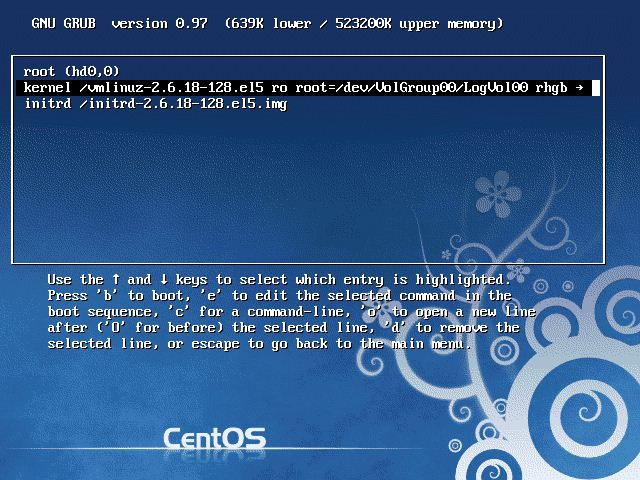 GNU GRUB  version 0.97  (639K lower / 523200K upper memory)
root (hd0,0)
kernel /vmlinuz-2.6.18-128.el5 ro root=/dev/VolGroup00/LogVol00 rhgb →
initrd /initrd-2.6.18-128.el5.img
Use the ↑ and ↓ keys to select which entry is highlighted.
Press 'b' to boot, 'e' to edit the selected command in the
boot sequence, 'c' for a command-line, 'o' to open a new line
after ('O' for before) the selected line, 'd' to remove the
selected line, or escape to go back to the main menu.
CentOS